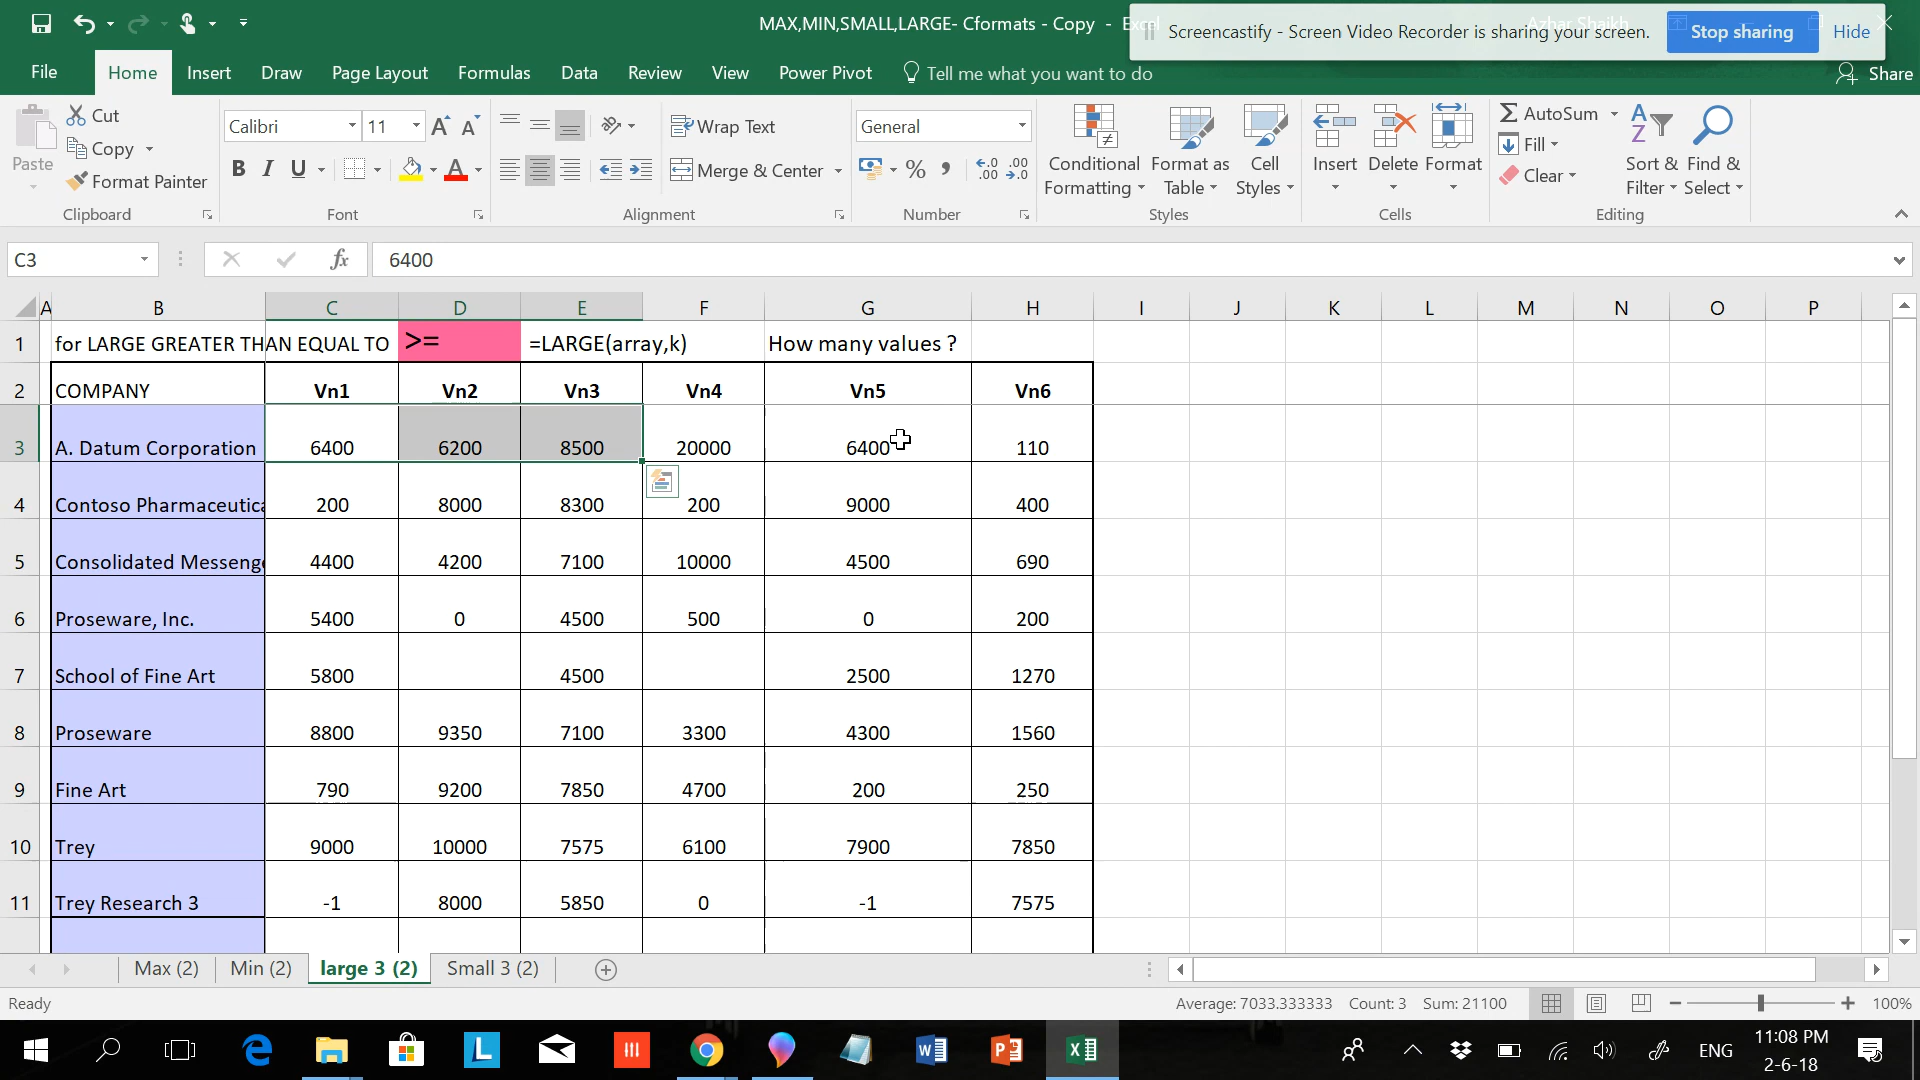 MAX,MIN,SMALL,LARGE- Cformats - Copy - Excel
Azhar Shaikh
Screencastify - Screen Video Recorder is sharing your screen. Stop sharing Hide
File Home Insert Draw Page Layout Formulas Data Review View Power Pivot Tell me what you want to do Share
Cut
Copy
Format Painter
Paste
Clipboard
Calibri 11
B I U
Font
Wrap Text
Merge & Center
Alignment
General
Number
Conditional Formatting
Format as Table
Cell Styles
Styles
Insert Delete Format
Cells
AutoSum
Fill
Clear
Sort & Filter
Find & Select
Editing
C3 fx 6400
A B C D E F G H I J K L M N O P
1 for LARGE GREATER THAN EQUAL TO >= =LARGE(array,k) How many values ?
2 COMPANY Vn1 Vn2 Vn3 Vn4 Vn5 Vn6
3 A. Datum Corporation 6400 6200 8500 20000 6400 110
4 Contoso Pharmaceutica 200 8000 8300 200 9000 400
5 Consolidated Messenge 4400 4200 7100 10000 4500 690
6 Proseware, Inc. 5400 0 4500 500 0 200
7 School of Fine Art 5800 4500 2500 1270
8 Proseware 8800 9350 7100 3300 4300 1560
9 Fine Art 790 9200 7850 4700 200 250
10 Trey 9000 10000 7575 6100 7900 7850
11 Trey Research 3 -1 8000 5850 0 -1 7575
Max (2) Min (2) large 3 (2) Small 3 (2)
Ready Average: 7033.333333 Count: 3 Sum: 21100 100%
ENG 11:08 PM
2-6-18